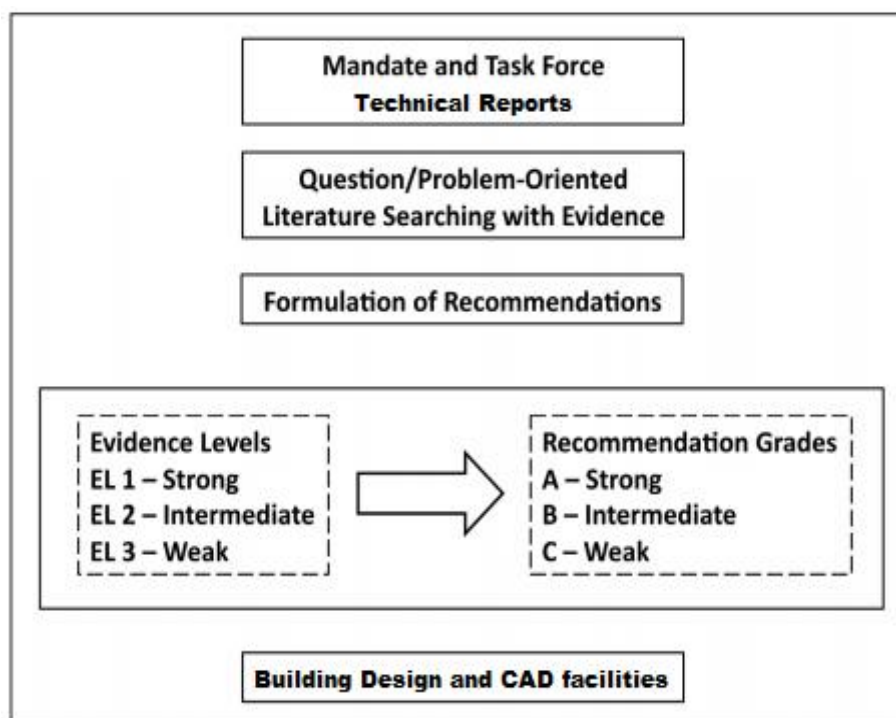 Mandate and Task Force
Technical Reports
Question/Problem-Oriented
Literature Searching with Evidence
Formulation of Recommendations
Evidence Levels
EL 1 – Strong
EL 2 – Intermediate
EL 3 – Weak
Recommendation Grades
A – Strong
B – Intermediate
C – Weak
Building Design and CAD facilities